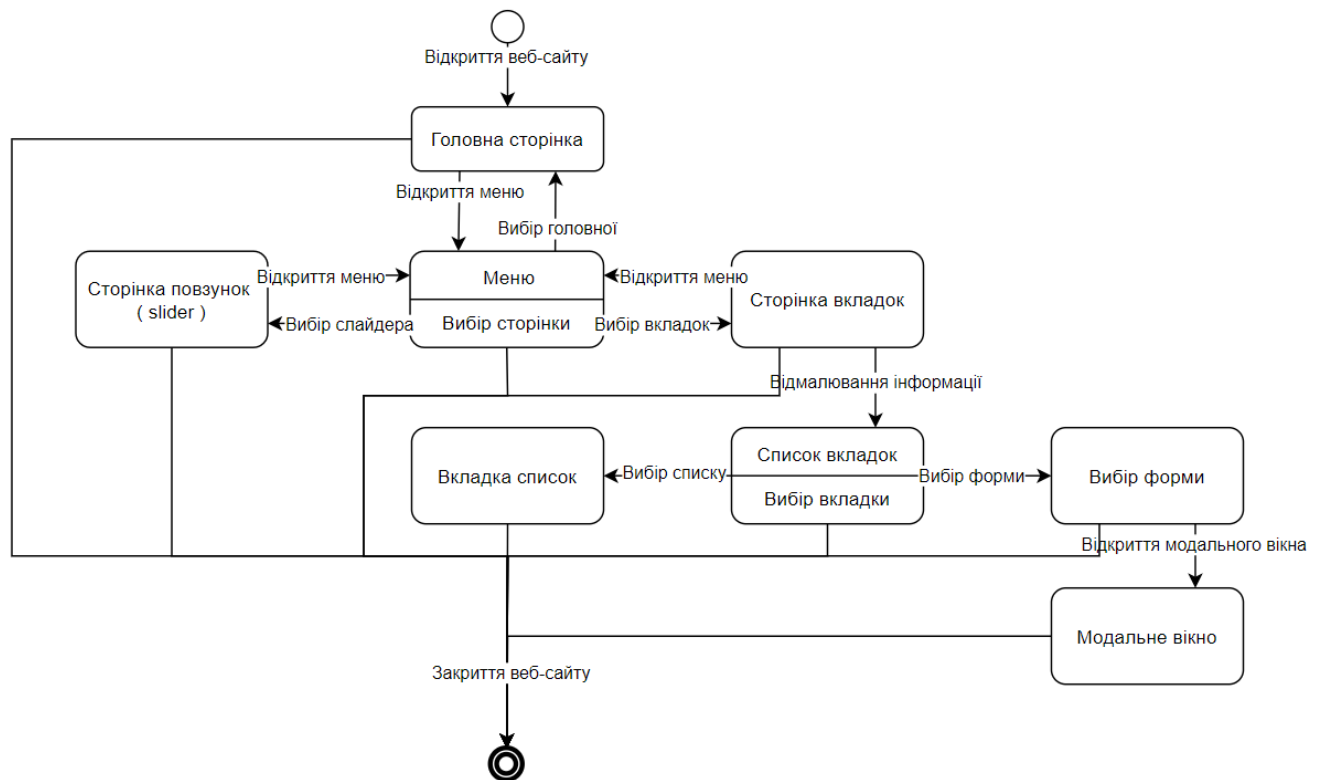 Відкриття веб-сайту
Головна сторінка
Відкриття меню
Вибір головної
Сторінка повзунок
( slider )
Відкриття меню
Меню
Відкриття меню
Сторінка вкладок
Вибір слайдера
Вибір сторінки
Вибір вкладок
Відмалювання інформації
Вкладка список
Вибір списку
Список вкладок
Вибір вкладки
Вибір форми
Вибір форми
Відкриття модального вікна
Модальне вікно
Закриття веб-сайту